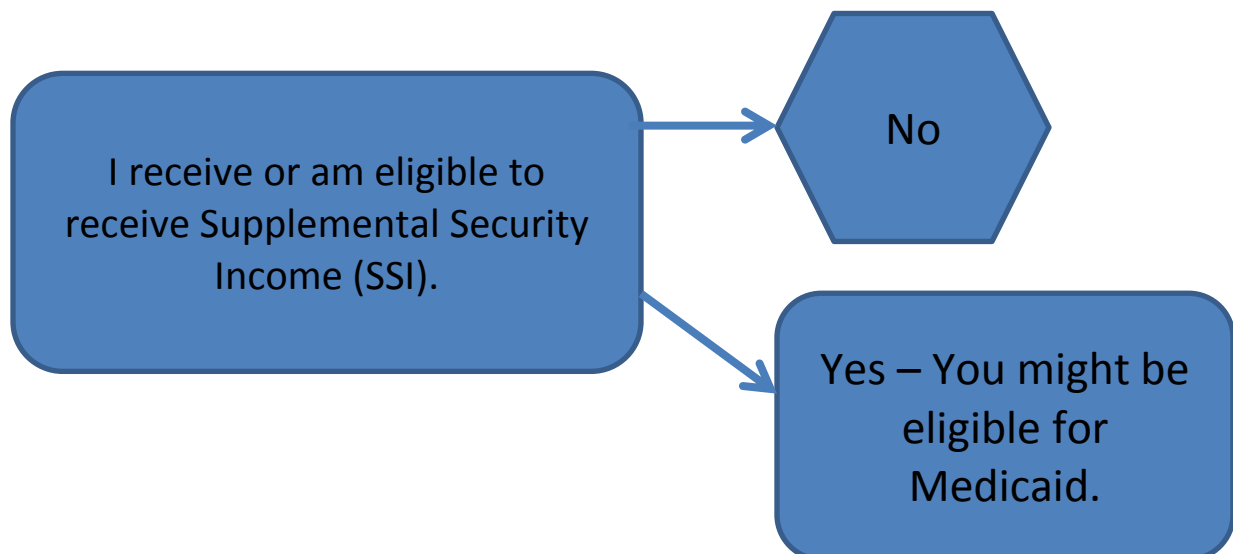 I receive or am eligible to
receive Supplemental Security
Income (SSI).
No
Yes – You might be
eligible for
Medicaid.